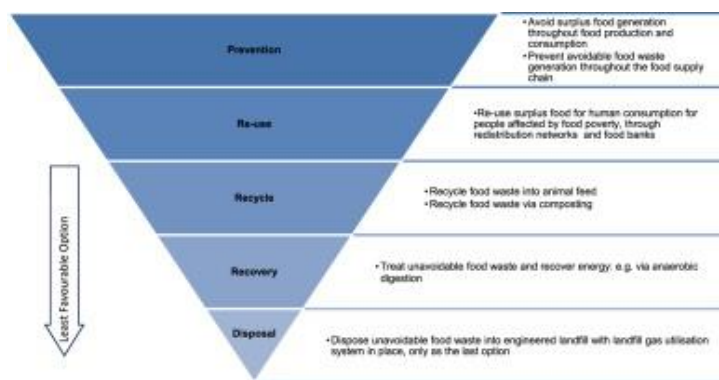 Prevention
•Avoid surplus food generation
throughout food production and
consumption
•Prevent avoidable food waste
generation throughout the food supply
chain
Re-use
•Re-use surplus food for human consumption for
people affected by food poverty, through
redistribution networks and food banks
Recycle
•Recycle food waste into animal feed
•Recycle food waste via composting
Recovery
•Treat unavoidable food waste and recover energy. e.g. via anaerobic
digestion
Disposal
•Dispose unavoidable food waste into engineered landfill with landfill gas utilisation
system in place, only as the last option
Least Favourable Option